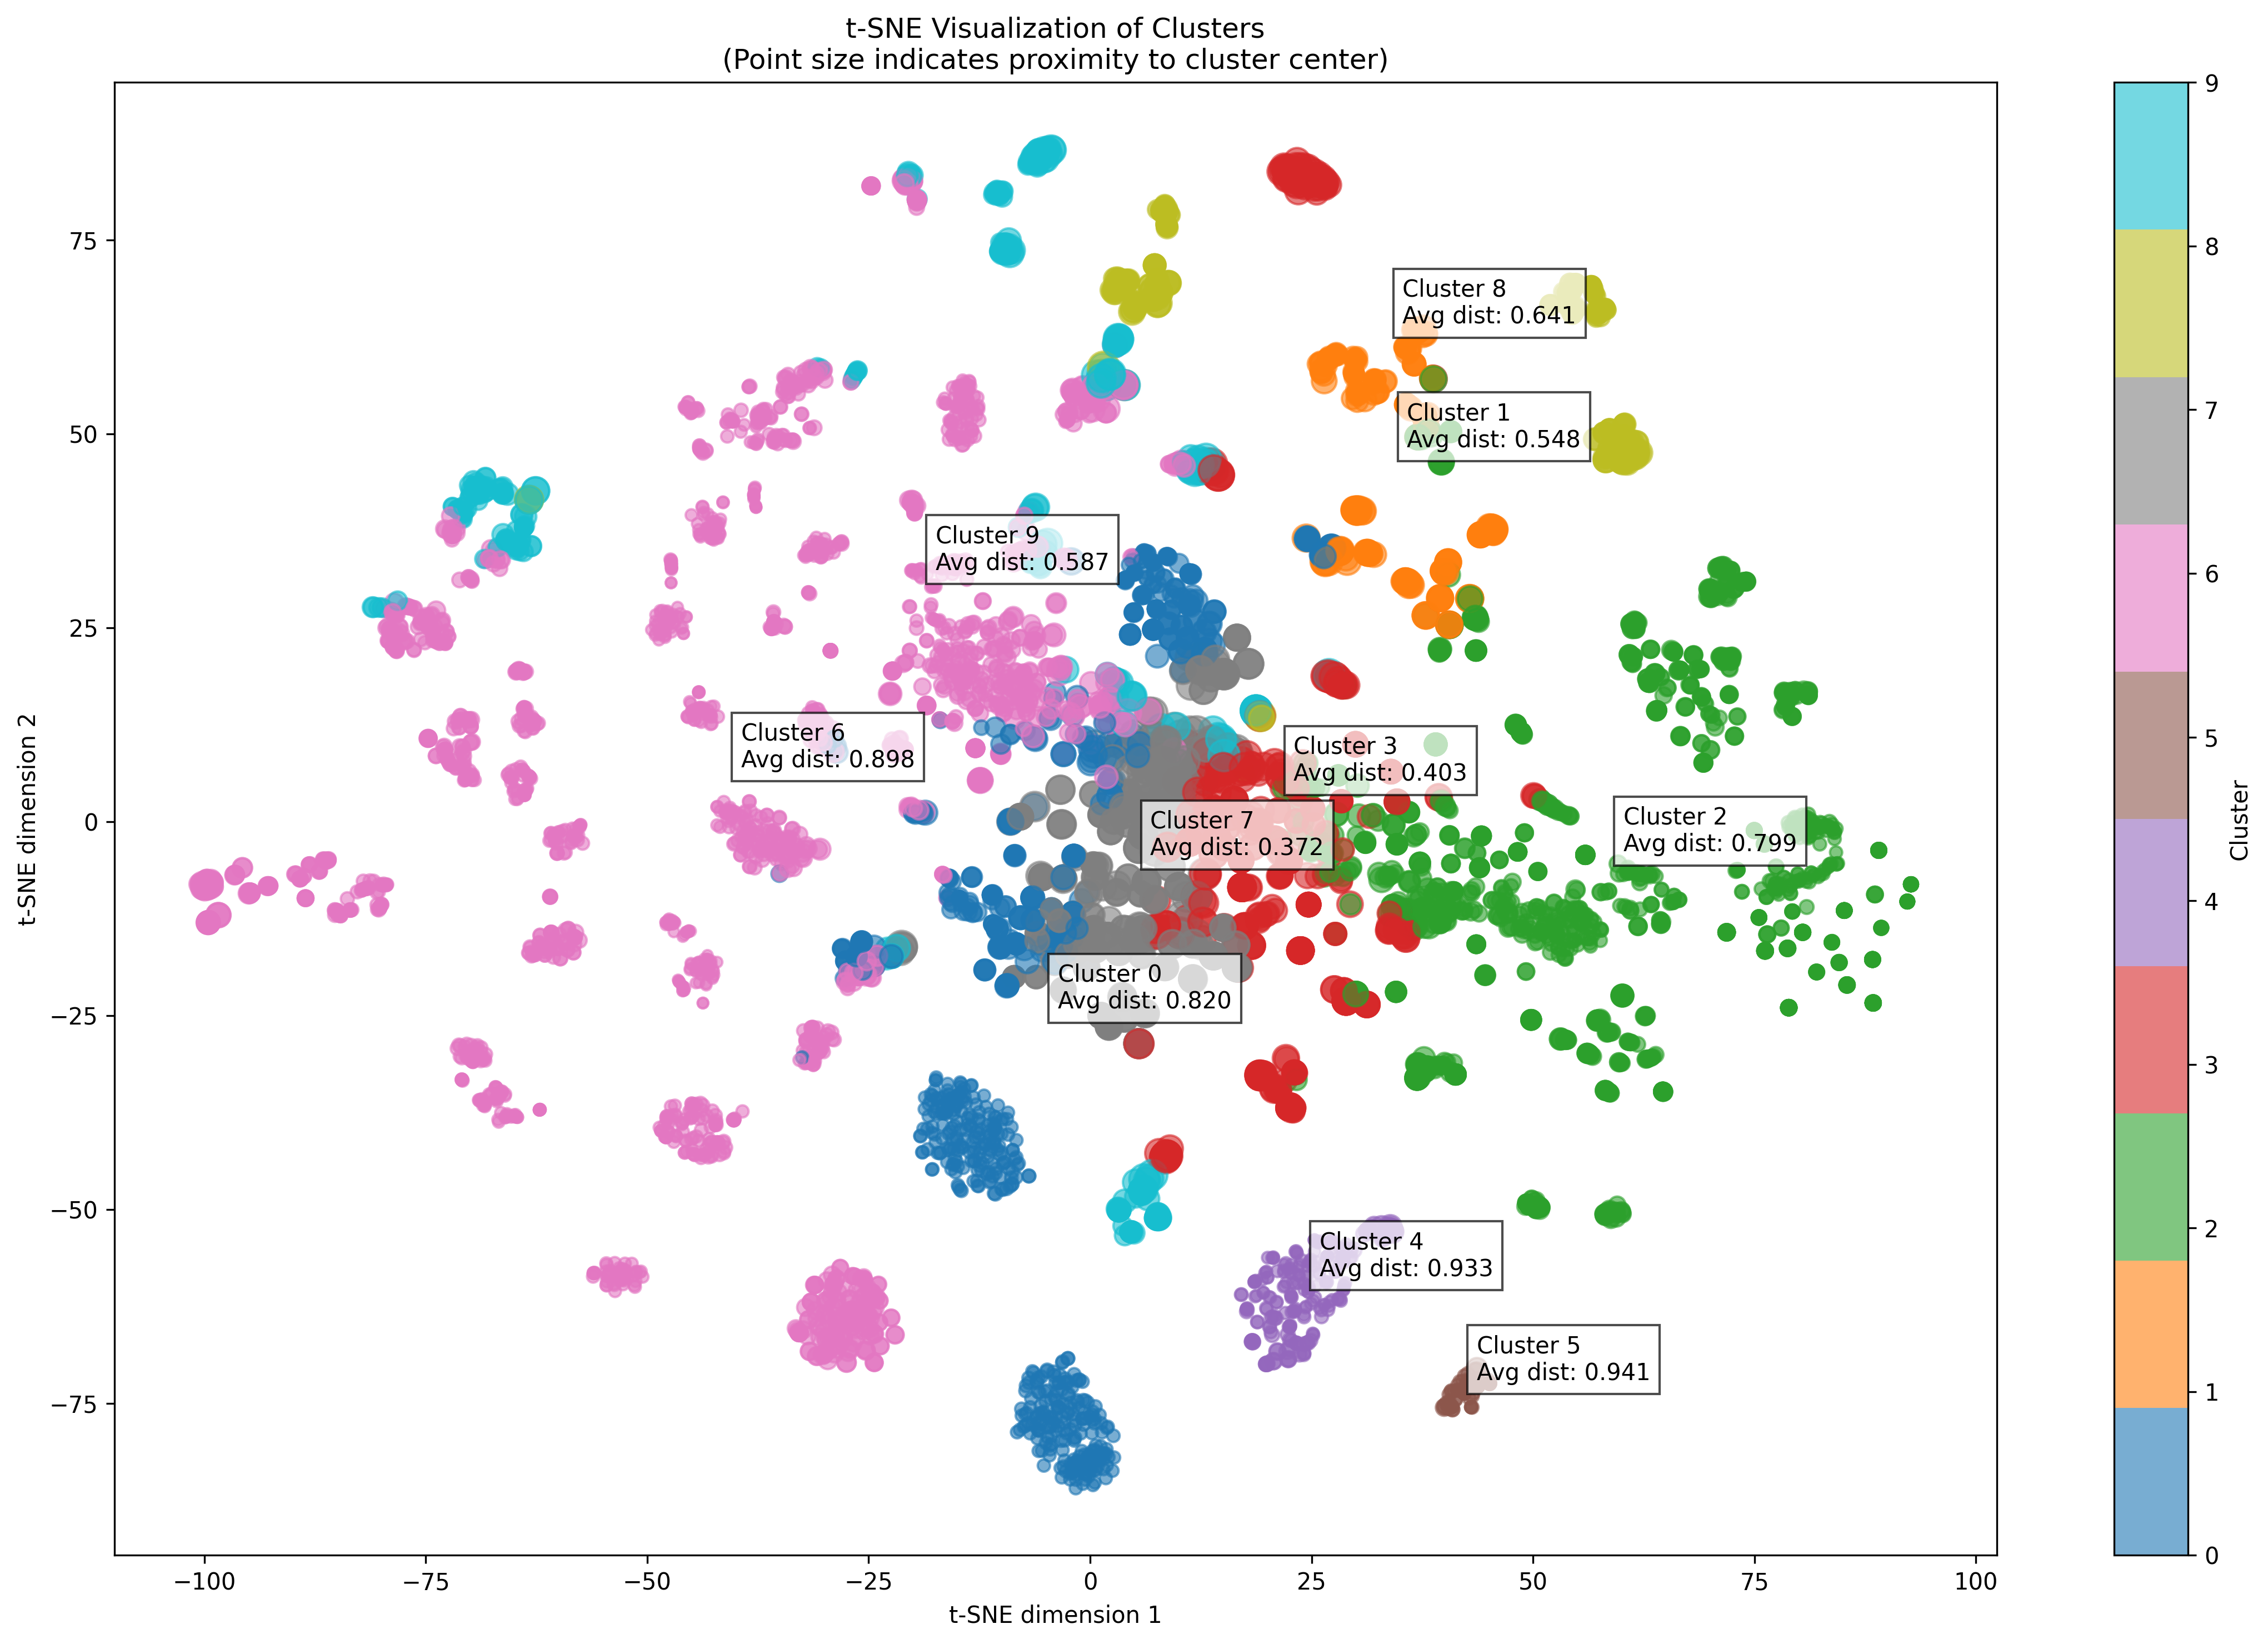 t-SNE Visualization of Clusters
(Point size indicates proximity to cluster center)
Cluster 8
Avg dist: 0.641
Cluster 1
Avg dist: 0.548
Cluster 9
Avg dist: 0.587
Cluster 6
Avg dist: 0.898
Cluster 3
Avg dist: 0.403
Cluster 7
Avg dist: 0.372
Cluster 2
Avg dist: 0.799
Cluster 0
Avg dist: 0.820
Cluster 4
Avg dist: 0.933
Cluster 5
Avg dist: 0.941
75
50
25
0
−25
−50
−75
t-SNE dimension 2
−100
−75
−50
−25
0
25
50
75
100
t-SNE dimension 1
9
8
7
6
5
4
3
2
1
0
Cluster